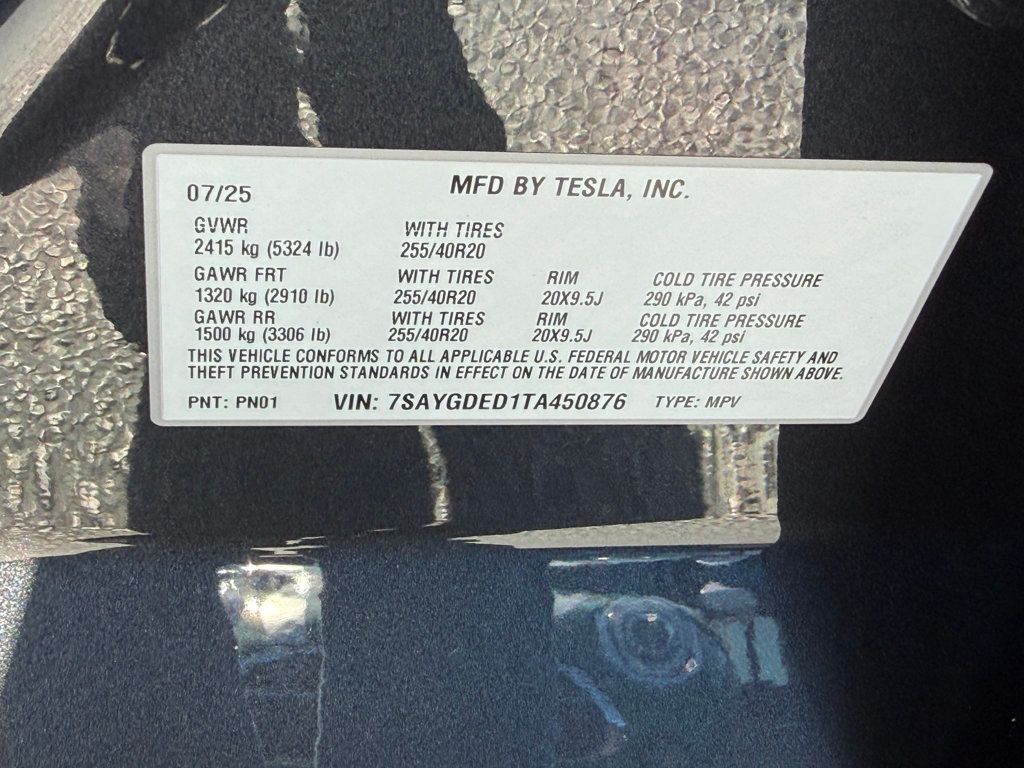 07/25 MFD BY TESLA, INC.
GVWR WITH TIRES
2415 kg (5324 lb) 255/40R20
GAWR FRT WITH TIRES RIM COLD TIRE PRESSURE
1320 kg (2910 lb) 255/40R20 20X9.5J 290 kPa, 42 psi
GAWR RR WITH TIRES RIM COLD TIRE PRESSURE
1500 kg (3306 lb) 255/40R20 20X9.5J 290 kPa, 42 psi
THIS VEHICLE CONFORMS TO ALL APPLICABLE U.S. FEDERAL MOTOR VEHICLE SAFETY AND
THEFT PREVENTION STANDARDS IN EFFECT ON THE DATE OF MANUFACTURE SHOWN ABOVE.
PNT: PN01 VIN: 7SAYGDED1TA450876 TYPE: MPV